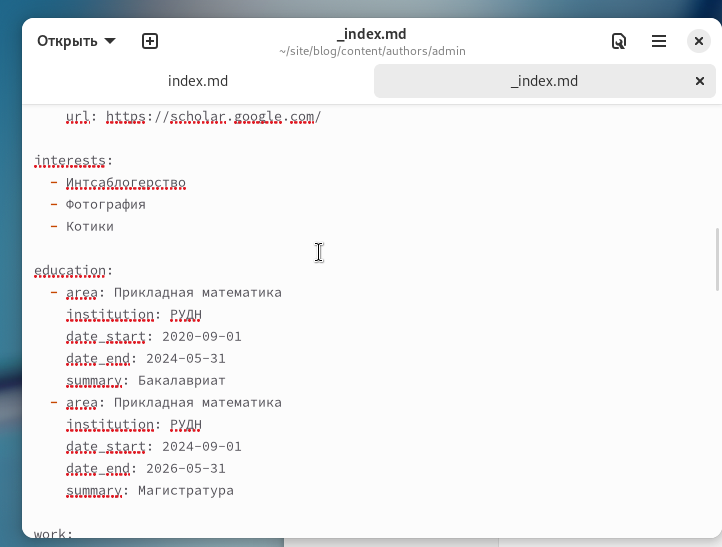 Открыть
_index.md
~/site/blog/content/authors/admin
index.md
_index.md
url: https://scholar.google.com/
interests:
- Интсаблогерство
- Фотография
- Котики
education:
- area: Прикладная математика
institution: РУДН
date_start: 2020-09-01
date_end: 2024-05-31
summary: Бакалавриат
- area: Прикладная математика
institution: РУДН
date_start: 2024-09-01
date_end: 2026-05-31
summary: Магистратура
work: